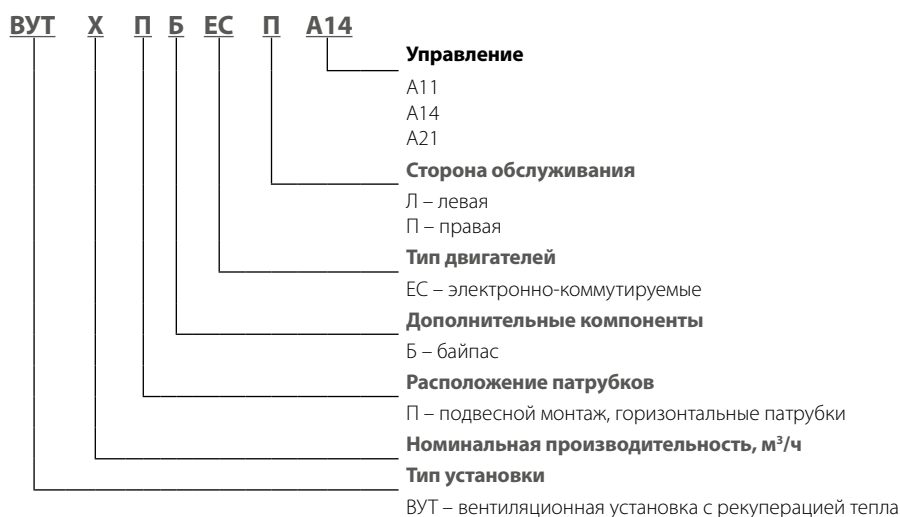 ВУТ Х П Б ЕС П А14
Управление
А11
А14
А21
Сторона обслуживания
Л – левая
П – правая
Тип двигателей
ЕС – электронно-коммутируемые
Дополнительные компоненты
Б – байпас
Расположение патрубков
П – подвесной монтаж, горизонтальные патрубки
Номинальная производительность, м³/ч
Тип установки
ВУТ – вентиляционная установка с рекуперацией тепла